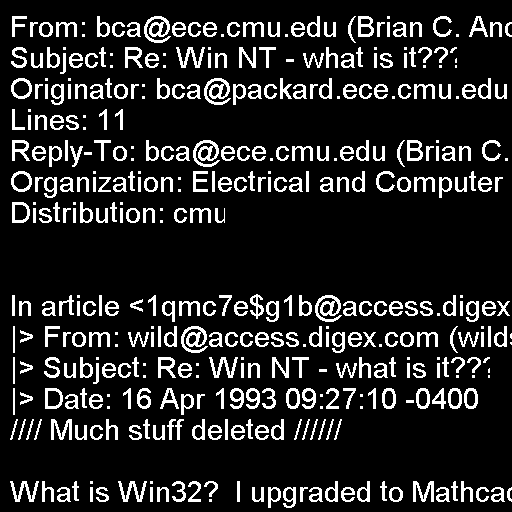 From: bca@ece.cmu.edu (Brian C. And
Subject: Re: Win NT - what is it???
Originator: bca@packard.ece.cmu.edu
Lines: 11
Reply-To: bca@ece.cmu.edu (Brian C.
Organization: Electrical and Computer
Distribution: cmu
In article <1qmc7e$g1b@access.digex
|> From: wild@access.digex.com (wilds
|> Subject: Re: Win NT - what is it???
|> Date: 16 Apr 1993 09:27:10 -0400
//// Much stuff deleted //////
What is Win32?  I upgraded to Mathcad